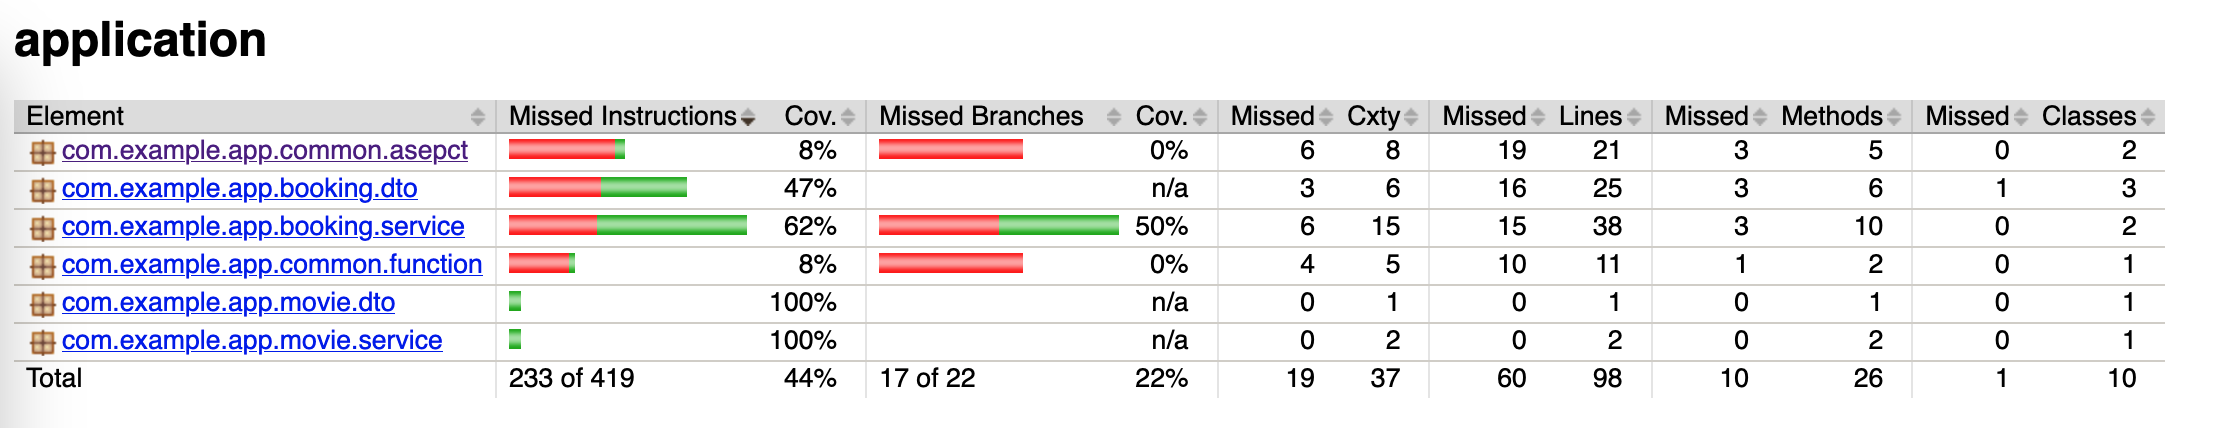 application
Element Missed Instructions Cov. Missed Branches Cov. Missed Cxty Missed Lines Missed Methods Missed Classes
com.example.app.common.asepct 8% 0% 6 8 19 21 3 5 0 2
com.example.app.booking.dto 47% n/a 3 6 16 25 3 6 1 3
com.example.app.booking.service 62% 50% 6 15 15 38 3 10 0 2
com.example.app.common.function 8% 0% 4 5 10 11 1 2 0 1
com.example.app.movie.dto 100% n/a 0 1 0 1 0 1 0 1
com.example.app.movie.service 100% n/a 0 2 0 2 0 2 0 1
Total 233 of 419 44% 17 of 22 22% 19 37 60 98 10 26 1 10